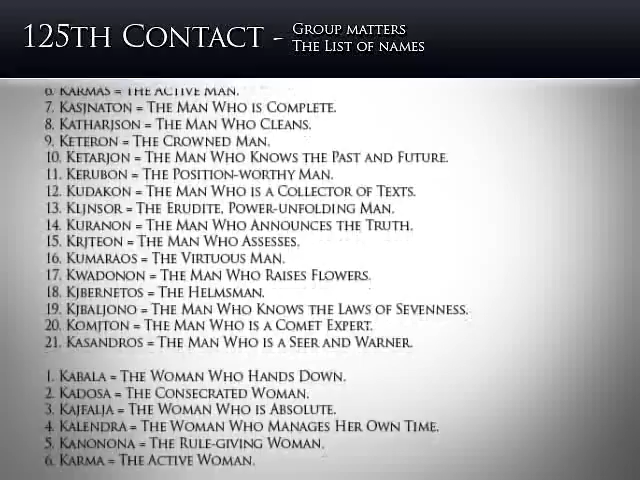 125th Contact - Group matters
The List of names
6. Karmas = The Active Man.
7. Kasjnaton = The Man Who is Complete.
8. Katharjson = The Man Who Cleans.
9. Keteron = The Crowned Man.
10. Ketarjon = The Man Who Knows the Past and Future.
11. Kerubon = The Position-worthy Man.
12. Kudakon = The Man Who is a Collector of Texts.
13. Kljnsor = The Erudite, Power-unfolding Man.
14. Kuranon = The Man Who Announces the Truth.
15. Krjteon = The Man Who Assesses.
16. Kumaraos = The Virtuous Man.
17. Kwadonon = The Man Who Raises Flowers.
18. Kjbernetos = The Helmsman.
19. Kjbaljono = The Man Who Knows the Laws of Sevenness.
20. Komjton = The Man Who is a Comet Expert.
21. Kasandros = The Man Who is a Seer and Warner.
1. Kabala = The Woman Who Hands Down.
2. Kadosa = The Consecrated Woman.
3. Kajfalja = The Woman Who is Absolute.
4. Kalendra = The Woman Who Manages Her Own Time.
5. Kanonona = The Rule-giving Woman.
6. Karma = The Active Woman.